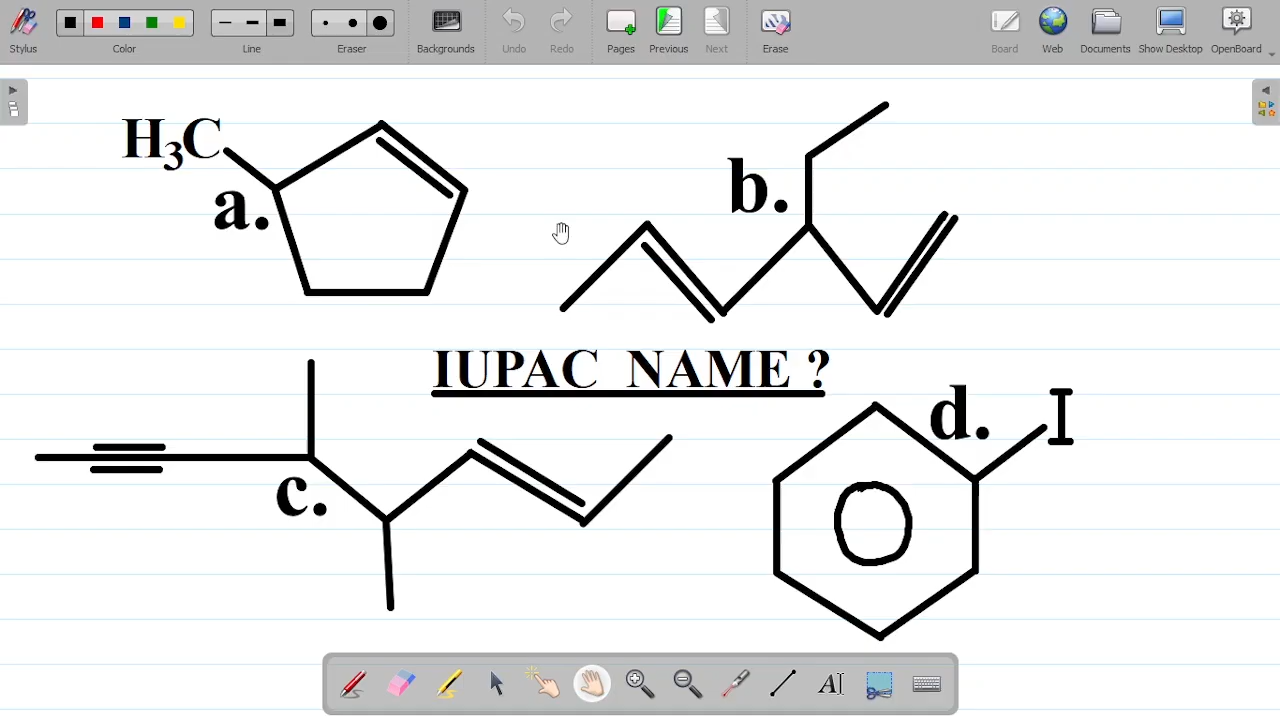 Stylus Color Line Eraser Backgrounds Undo Redo Pages Previous Next Erase Board Web Documents Show Desktop OpenBoard
H₃C
a.
b.
IUPAC NAME ?
c.
d.
I
AI